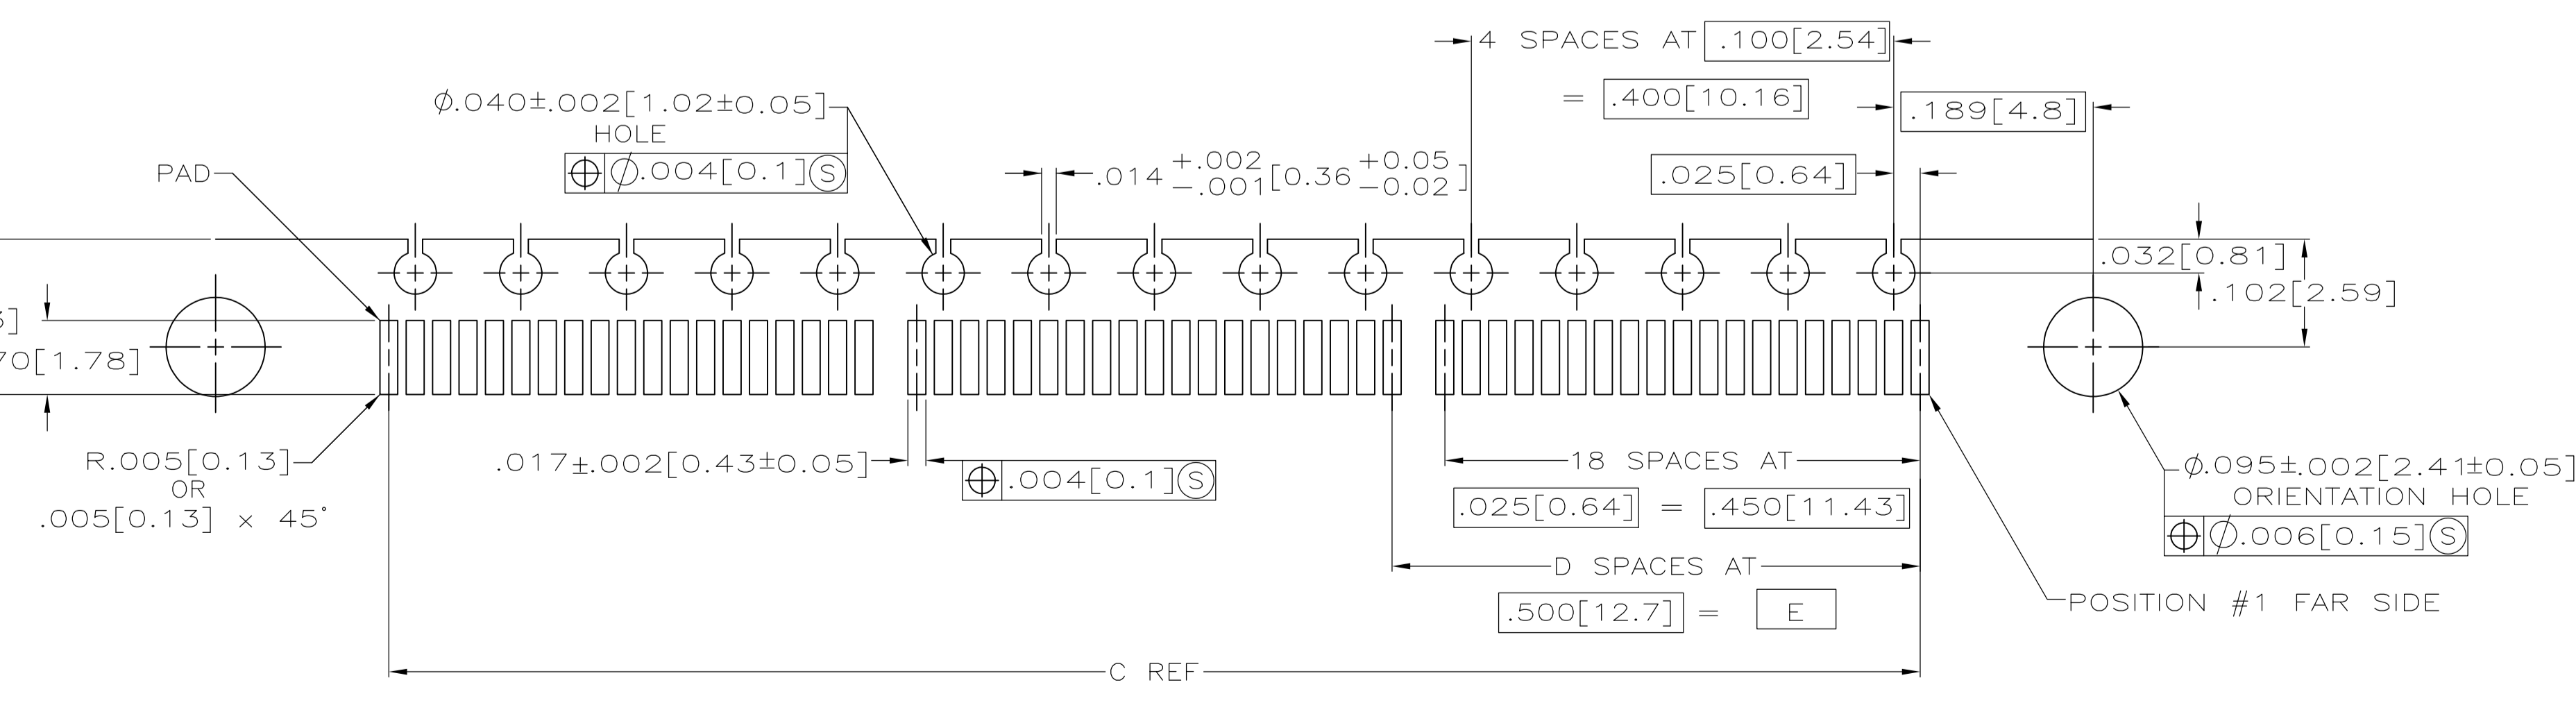 4 SPACES AT .100[2.54]
= .400[10.16]
.189[4.8]
⌀.040±.002[1.02±0.05]
HOLE
⌖ ⌀.004[0.1]Ⓢ
PAD
.014 +.002 -.001 [0.36 +0.05 -0.02]
.025[0.64]
.032[0.81]
.102[2.59]
70[1.78]
R.005[0.13]
OR
.005[0.13] x 45°
.017±.002[0.43±0.05]
⌖ .004[0.1]Ⓢ
18 SPACES AT
.025[0.64] = .450[11.43]
D SPACES AT
.500[12.7] = E
⌀.095±.002[2.41±0.05]
ORIENTATION HOLE
⌖ ⌀.006[0.15]Ⓢ
POSITION #1 FAR SIDE
C REF